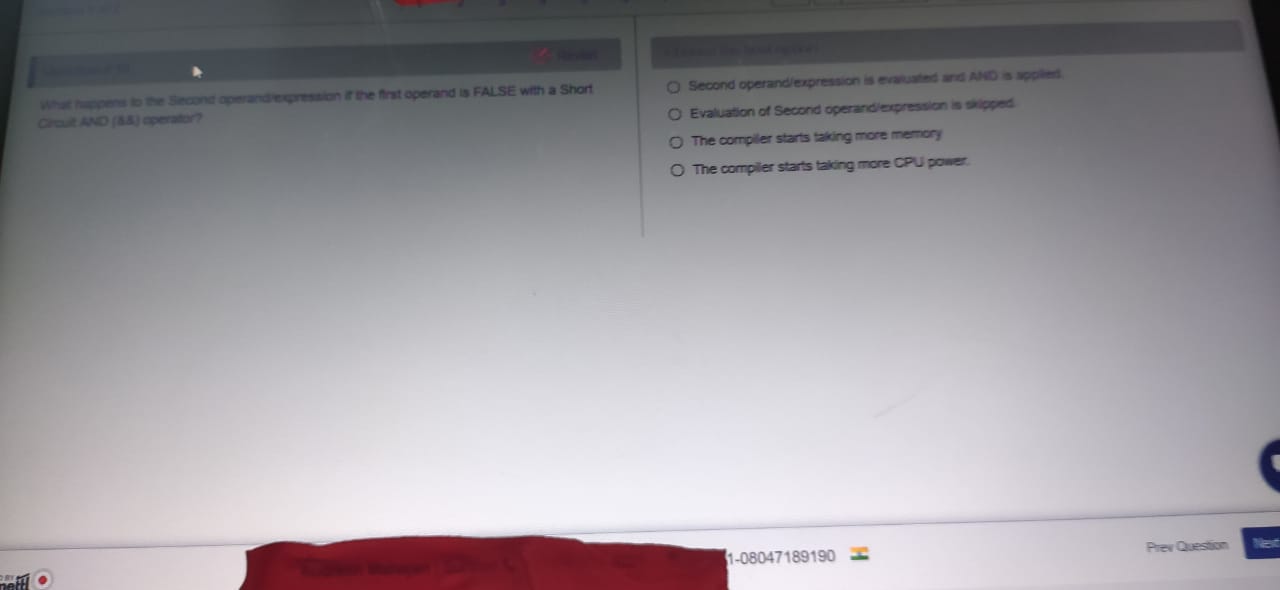 Revisit
What happens to the Second operand/expression if the first operand is FALSE with a Short
Circuit AND (&&) operator?
Second operand/expression is evaluated and AND is applied.
Evaluation of Second operand/expression is skipped.
The compiler starts taking more memory
The compiler starts taking more CPU power.
1-08047189190
Prev Question
Next